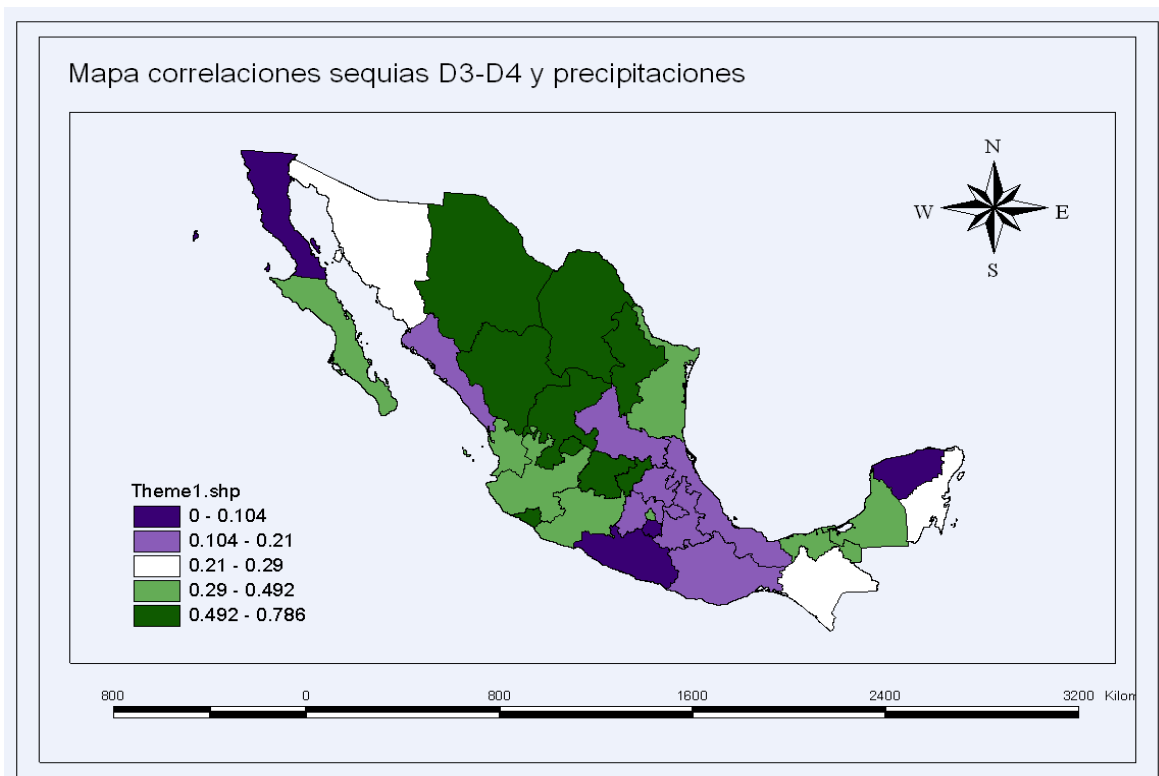 Mapa correlaciones sequias D3-D4 y precipitaciones
N
W E
S
Theme1.shp
0 - 0.104
0.104 - 0.21
0.21 - 0.29
0.29 - 0.492
0.492 - 0.786
800 0 800 1600 2400 3200 Kilom